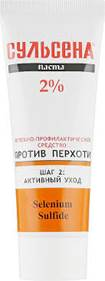 СУЛЬСЕНА
паста
2%
ЛЕЧЕБНО-ПРОФИЛАКТИЧЕСКОЕ
СРЕДСТВО
ПРОТИВ ПЕРХОТИ
ШАГ 2:
АКТИВНЫЙ УХОД
Selenium
Sulfide